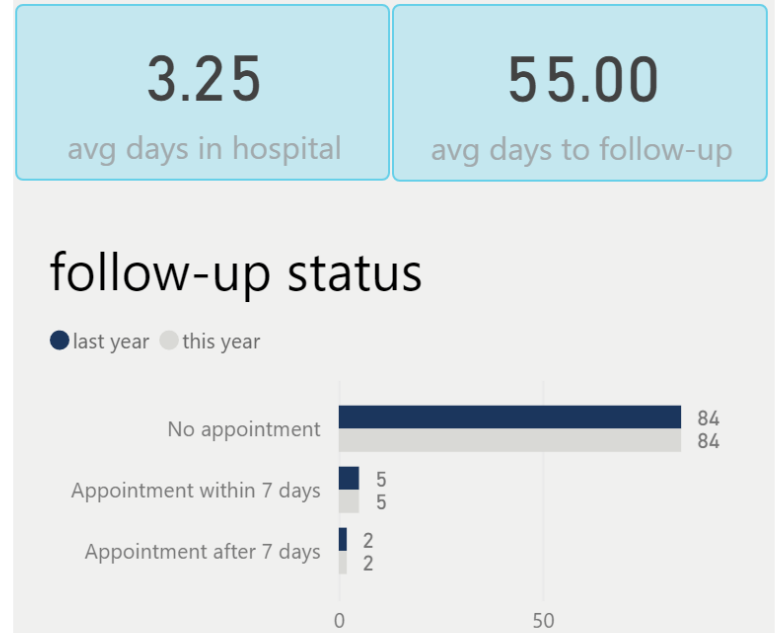 3.25
avg days in hospital
55.00
avg days to follow-up
follow-up status
last year this year
No appointment 84
84
Appointment within 7 days 5
5
Appointment after 7 days 2
2
0 50